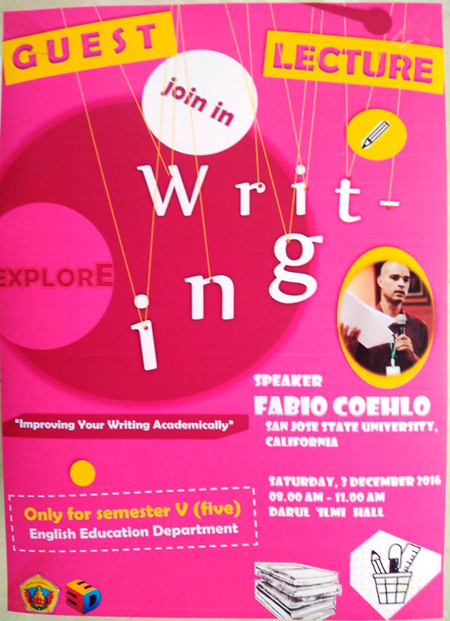 GUEST
LECTURE
join in
Writ-
ing
EXPLORE
SPEAKER
FABIO COEHLO
SAN JOSE STATE UNIVERSITY,
CALIFORNIA
"Improving Your Writing Academically"
SATURDAY, 3 DECEMBER 2016
08.00 AM - 11.00 AM
DARUL 'ILMI HALL
Only for semester V (five)
English Education Department
ED